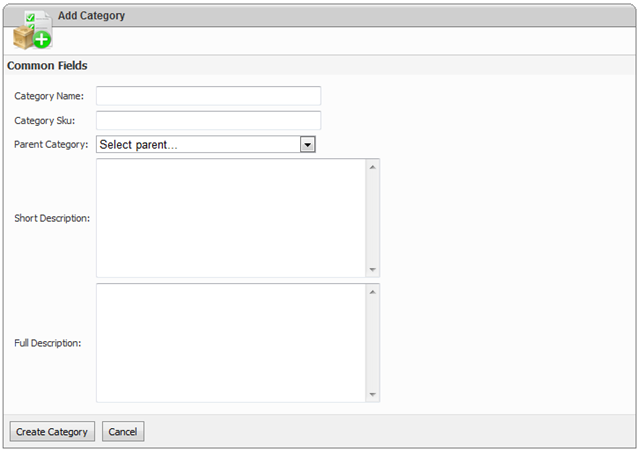 Add Category
Common Fields
Category Name:
Category Sku:
Parent Category: Select parent...
Short Description:
Full Description:
Create Category Cancel